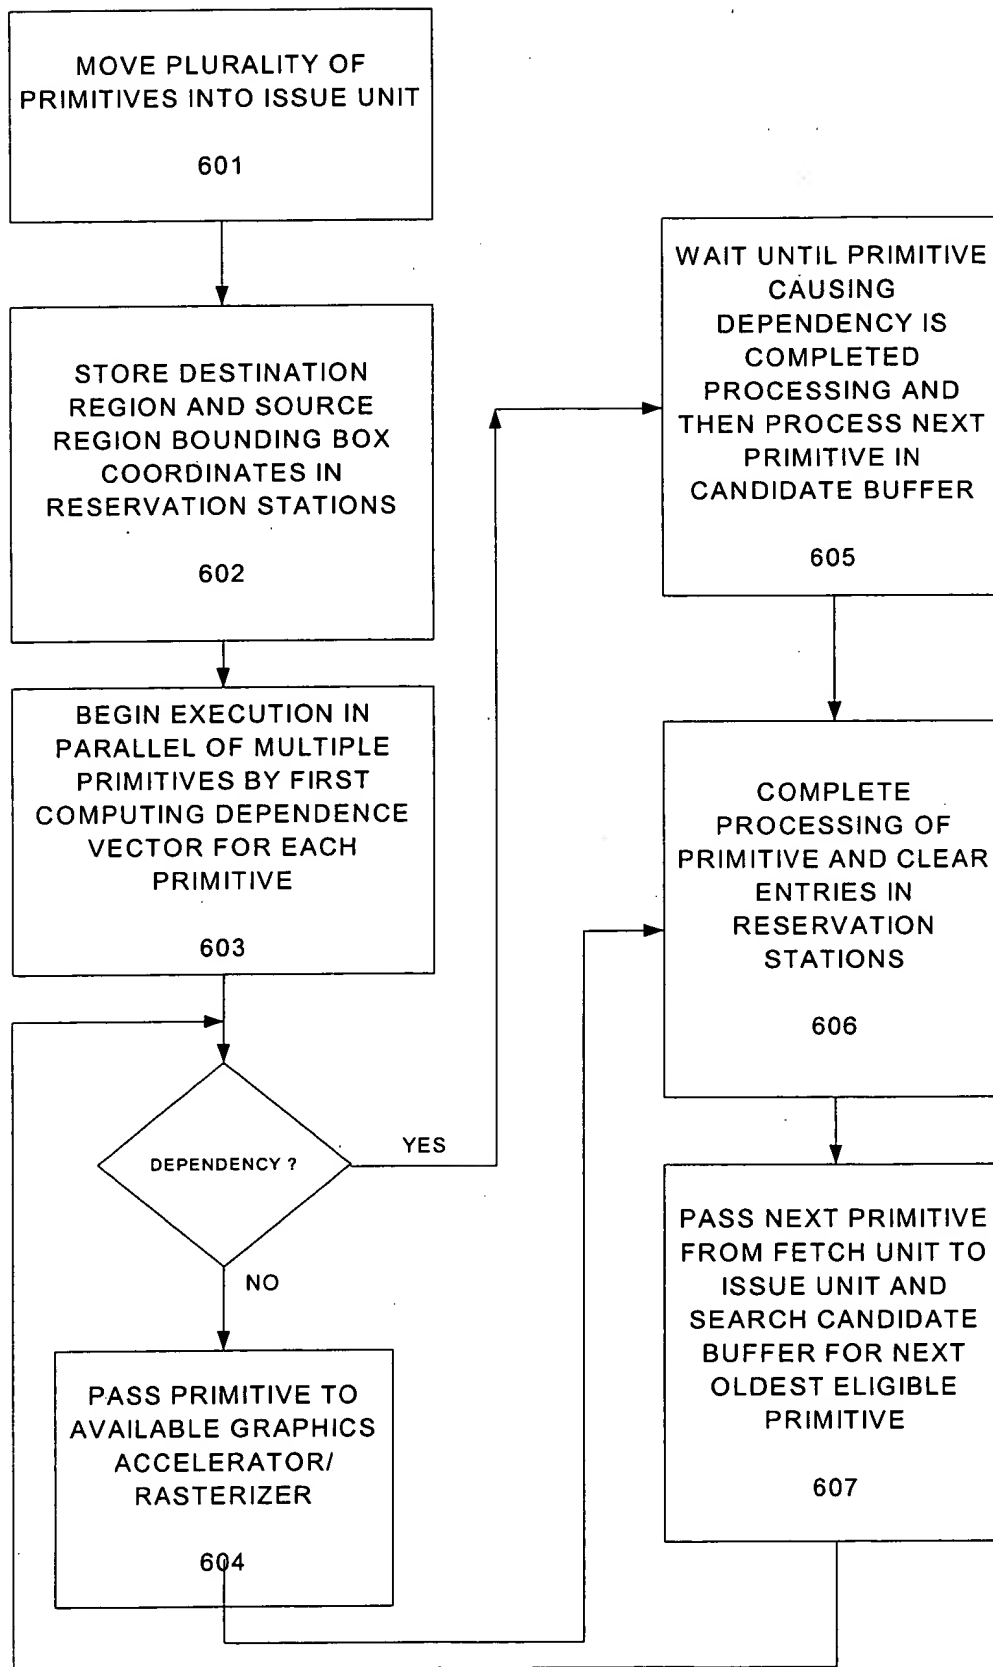 MOVE PLURALITY OF
PRIMITIVES INTO ISSUE UNIT
601
STORE DESTINATION
REGION AND SOURCE
REGION BOUNDING BOX
COORDINATES IN
RESERVATION STATIONS
602
BEGIN EXECUTION IN
PARALLEL OF MULTIPLE
PRIMITIVES BY FIRST
COMPUTING DEPENDENCE
VECTOR FOR EACH
PRIMITIVE
603
DEPENDENCY ?
YES
NO
PASS PRIMITIVE TO
AVAILABLE GRAPHICS
ACCELERATOR/
RASTERIZER
604
WAIT UNTIL PRIMITIVE
CAUSING
DEPENDENCY IS
COMPLETED
PROCESSING AND
THEN PROCESS NEXT
PRIMITIVE IN
CANDIDATE BUFFER
605
COMPLETE
PROCESSING OF
PRIMITIVE AND CLEAR
ENTRIES IN
RESERVATION
STATIONS
606
PASS NEXT PRIMITIVE
FROM FETCH UNIT TO
ISSUE UNIT AND
SEARCH CANDIDATE
BUFFER FOR NEXT
OLDEST ELIGIBLE
PRIMITIVE
607